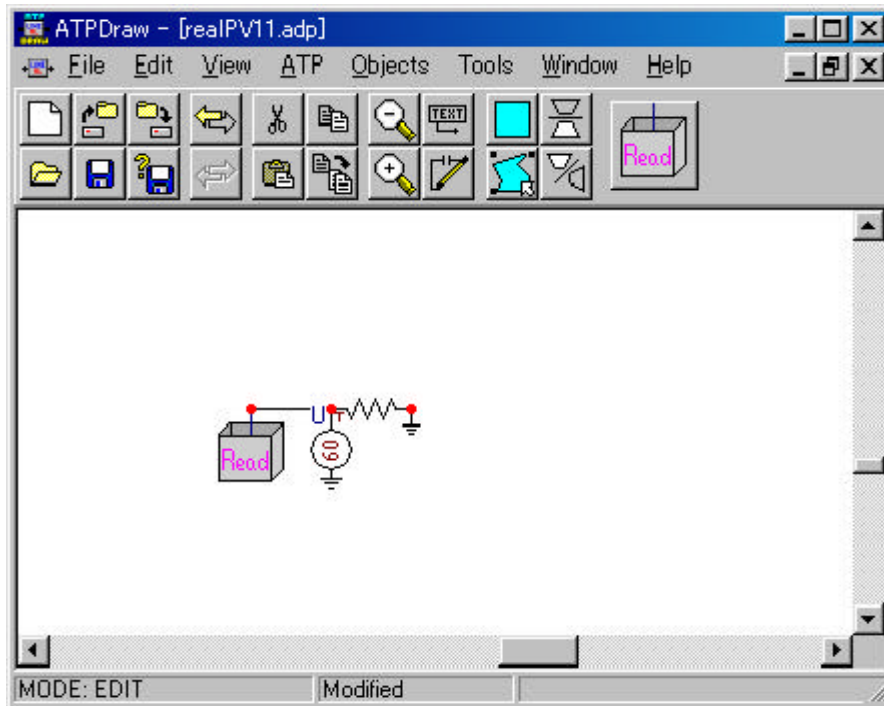 ATPDraw - [realPV11.adp]
File Edit View ATP Objects Tools Window Help
TEXT
Read
U
Read
60
MODE: EDIT Modified